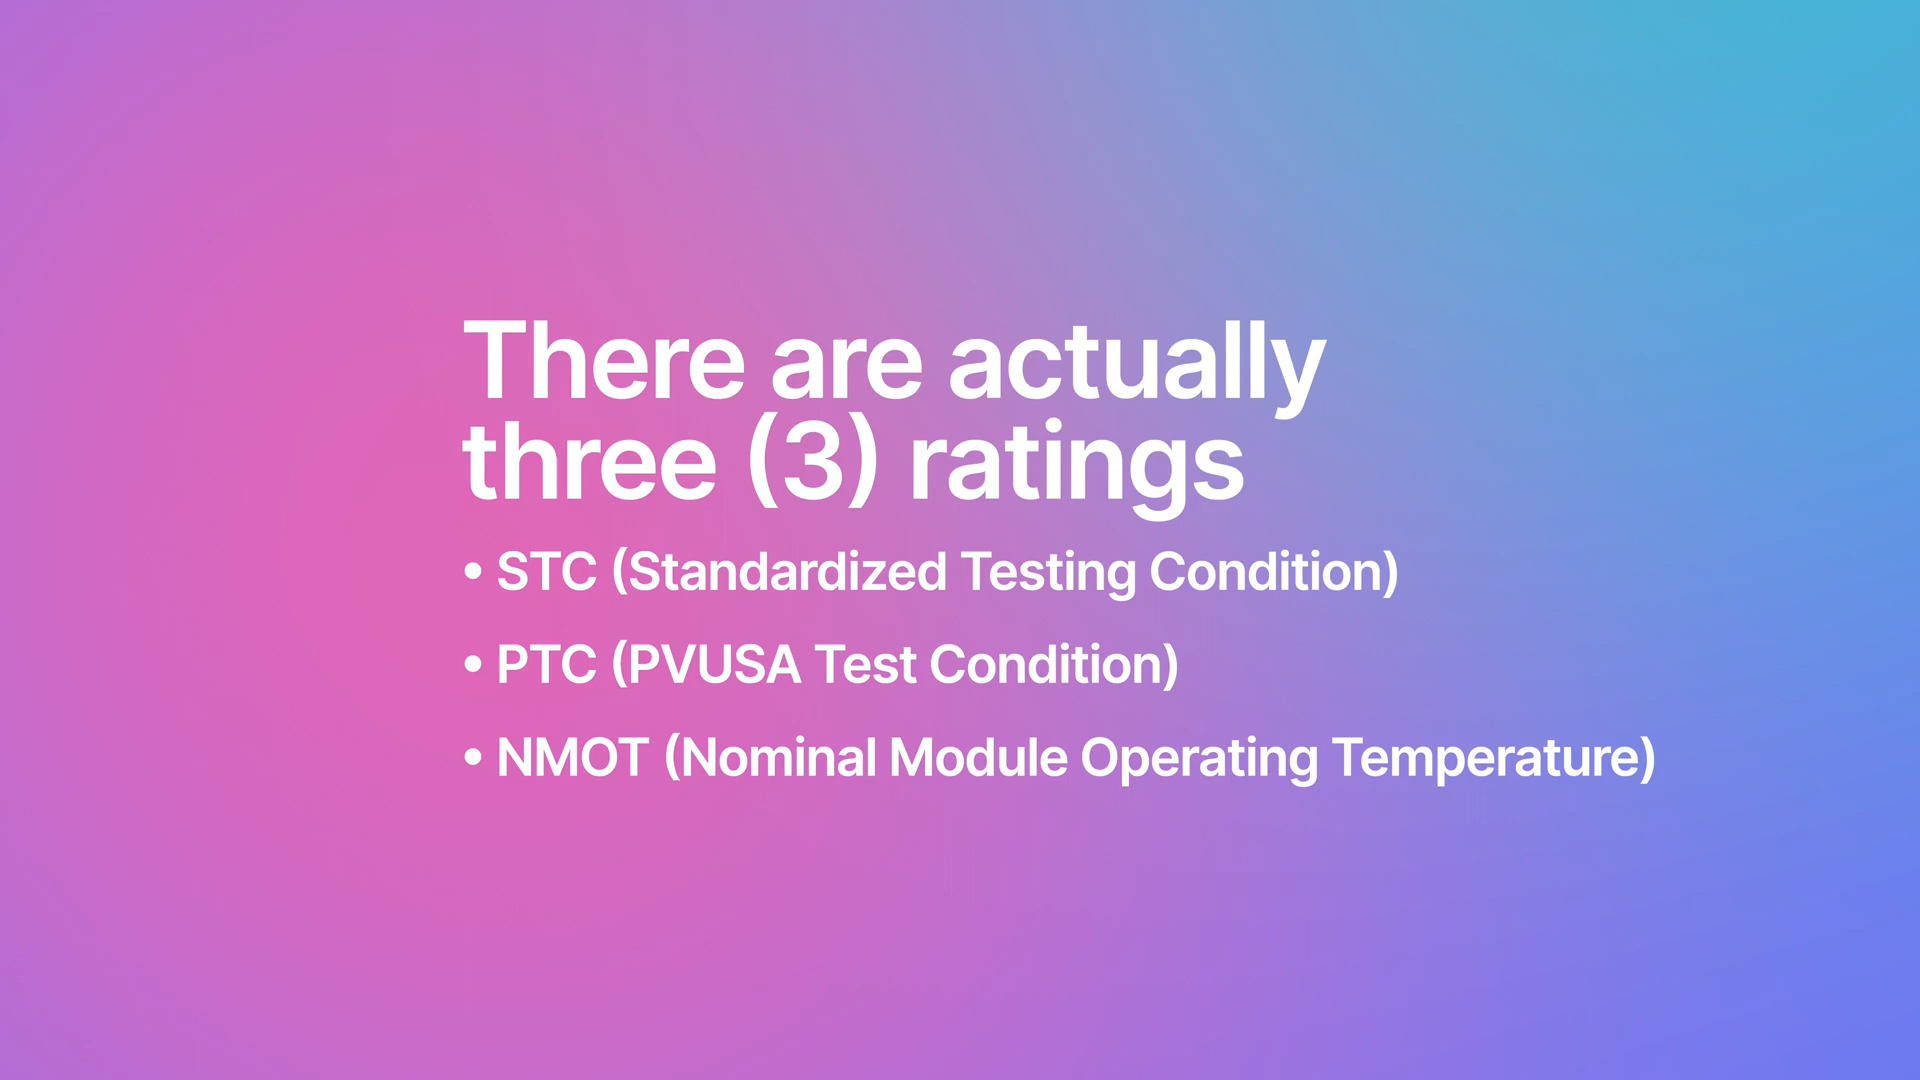 There are actually
three (3) ratings
• STC (Standardized Testing Condition)
• PTC (PVUSA Test Condition)
• NMOT (Nominal Module Operating Temperature)